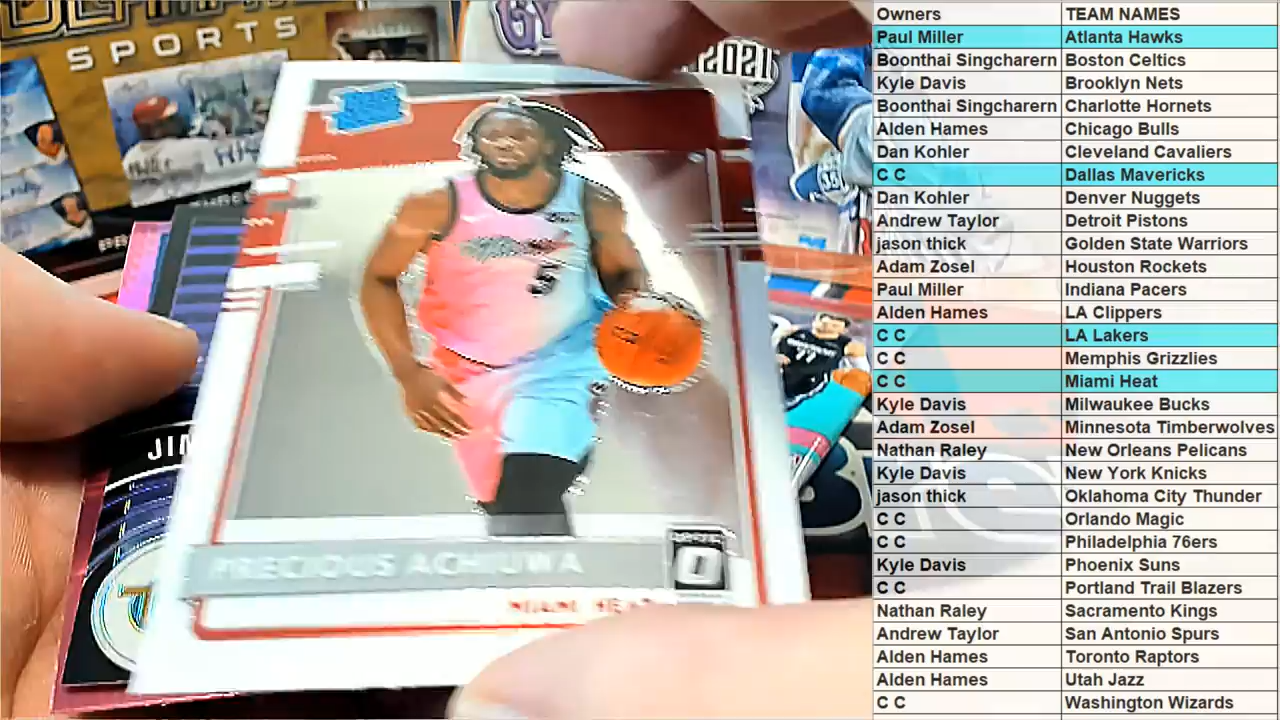 SPORTS
2021
5
JIM
PRECIOUS ACHIUWA
OPTIC
MIAMI HEAT
Owners TEAM NAMES
Paul Miller Atlanta Hawks
Boonthai Singcharern Boston Celtics
Kyle Davis Brooklyn Nets
Boonthai Singcharern Charlotte Hornets
Alden Hames Chicago Bulls
Dan Kohler Cleveland Cavaliers
C C Dallas Mavericks
Dan Kohler Denver Nuggets
Andrew Taylor Detroit Pistons
jason thick Golden State Warriors
Adam Zosel Houston Rockets
Paul Miller Indiana Pacers
Alden Hames LA Clippers
C C LA Lakers
C C Memphis Grizzlies
C C Miami Heat
Kyle Davis Milwaukee Bucks
Adam Zosel Minnesota Timberwolves
Nathan Raley New Orleans Pelicans
Kyle Davis New York Knicks
jason thick Oklahoma City Thunder
C C Orlando Magic
C C Philadelphia 76ers
Kyle Davis Phoenix Suns
C C Portland Trail Blazers
Nathan Raley Sacramento Kings
Andrew Taylor San Antonio Spurs
Alden Hames Toronto Raptors
Alden Hames Utah Jazz
C C Washington Wizards